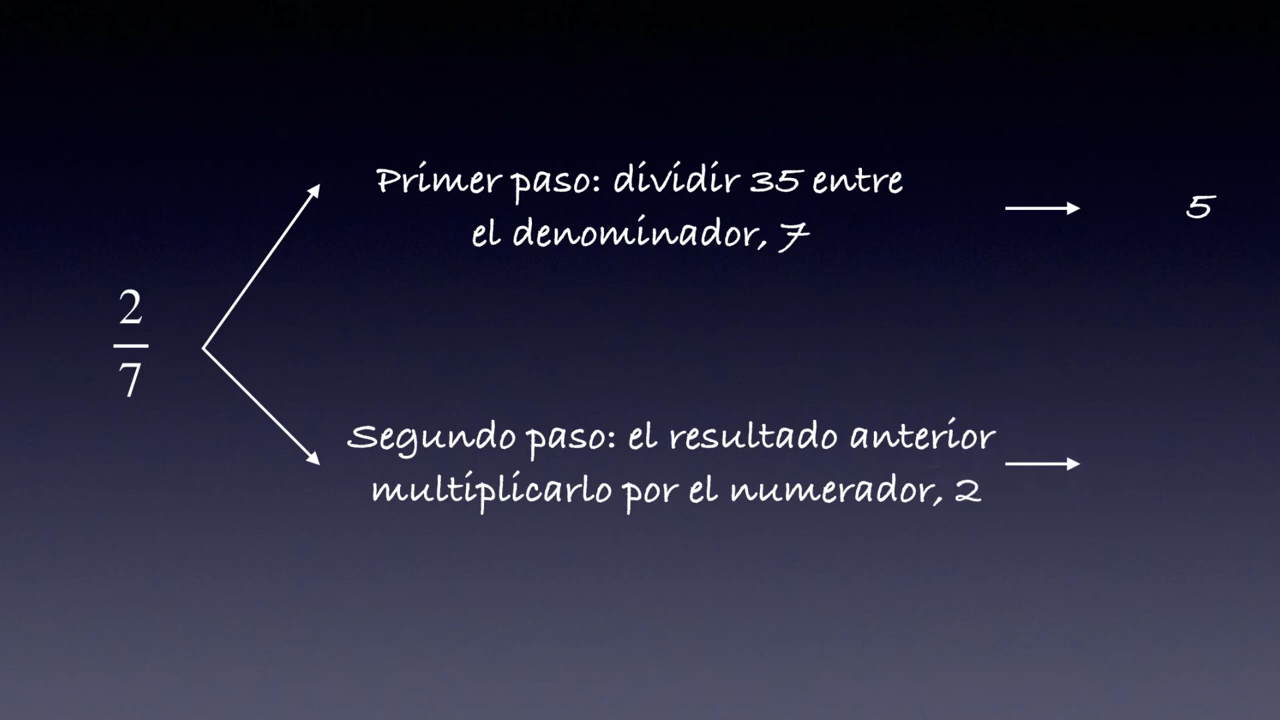 Primer paso: dividir 35 entre
el denominador, 7
5
2
7
Segundo paso: el resultado anterior
multiplicarlo por el numerador, 2